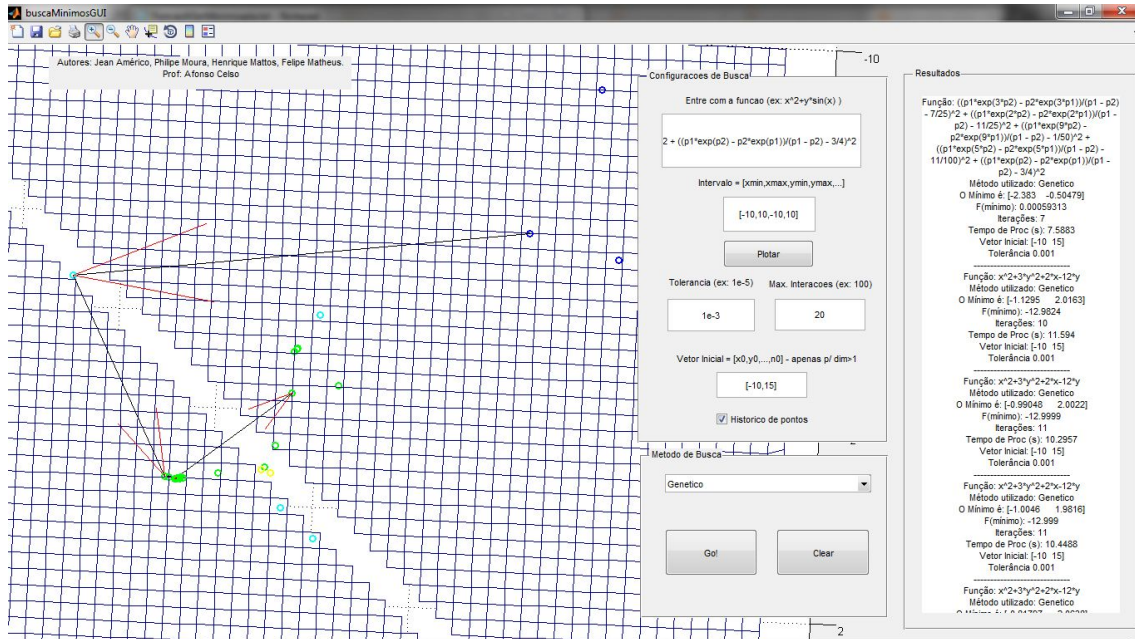 buscaMinimosGUI
Autores: Jean Américo, Philipe Moura, Henrique Mattos, Felipe Matheus.
Prof: Afonso Celso
-10
2
Configuracoes de Busca
Entre com a funcao (ex: x^2+y*sin(x) )
2 + ((p1*exp(p2) - p2*exp(p1))/(p1 - p2) - 3/4)^2
Intervalo = [xmin,xmax,ymin,ymax,...]
[-10,10,-10,10]
Plotar
Tolerancia (ex: 1e-5)
Max. Interacoes (ex: 100)
1e-3
20
Vetor Inicial = [x0,y0,...,n0] - apenas p/ dim>1
[-10,15]
Historico de pontos
Metodo de Busca
Genetico
Go!
Clear
Resultados
Função: ((p1*exp(3*p2) - p2*exp(3*p1))/(p1 - p2)
- 7/25)^2 + ((p1*exp(2*p2) - p2*exp(2*p1))/(p1 -
p2) - 11/25)^2 + ((p1*exp(9*p2) -
p2*exp(9*p1))/(p1 - p2) - 1/50)^2 +
((p1*exp(5*p2) - p2*exp(5*p1))/(p1 - p2) -
11/100)^2 + ((p1*exp(p2) - p2*exp(p1))/(p1 -
p2) - 3/4)^2
Método utilizado: Genetico
O Mínimo é: [-2.383 -0.50479]
F(mínimo): 0.00059313
Iterações: 7
Tempo de Proc (s): 7.5883
Vetor Inicial: [-10 15]
Tolerância 0.001
------------------------------
Função: x^2+3*y^2+2*x-12*y
Método utilizado: Genetico
O Mínimo é: [-1.1295 2.0163]
F(mínimo): -12.9824
Iterações: 10
Tempo de Proc (s): 11.594
Vetor Inicial: [-10 15]
Tolerância 0.001
------------------------------
Função: x^2+3*y^2+2*x-12*y
Método utilizado: Genetico
O Mínimo é: [-0.99048 2.0022]
F(mínimo): -12.9999
Iterações: 11
Tempo de Proc (s): 10.2957
Vetor Inicial: [-10 15]
Tolerância 0.001
------------------------------
Função: x^2+3*y^2+2*x-12*y
Método utilizado: Genetico
O Mínimo é: [-1.0046 1.9816]
F(mínimo): -12.999
Iterações: 11
Tempo de Proc (s): 10.4488
Vetor Inicial: [-10 15]
Tolerância 0.001
------------------------------
Função: x^2+3*y^2+2*x-12*y
Método utilizado: Genetico